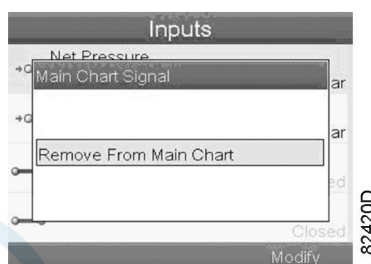 Inputs
Net Pressure
Main Chart Signal
ar
ar
Remove From Main Chart
ed
Closed
Modify
82420D